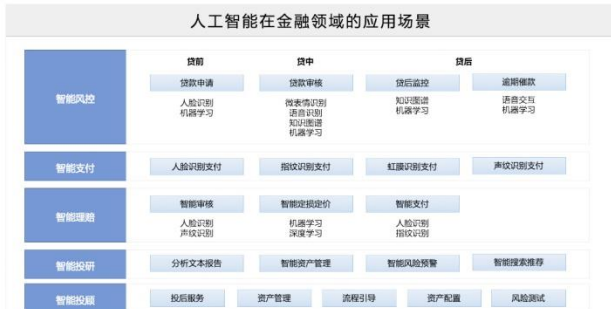 人工智能在金融领域的应用场景
贷前 贷中 贷后
智能风控
贷款申请 贷款审核 贷后监控 逾期催款
人脸识别 微表情识别 知识图谱 语音交互
机器学习 语音识别 机器学习 机器学习
知识图谱
机器学习
智能支付
人脸识别支付 指纹识别支付 虹膜识别支付 声纹识别支付
智能理赔
智能审核 智能定损定价 智能支付
人脸识别 机器学习 人脸识别
声纹识别 深度学习 指纹识别
智能投研
分析文本报告 智能资产管理 智能风险预警 智能搜索推荐
智能投顾
投后服务 资产管理 流程引导 资产配置 风险测试